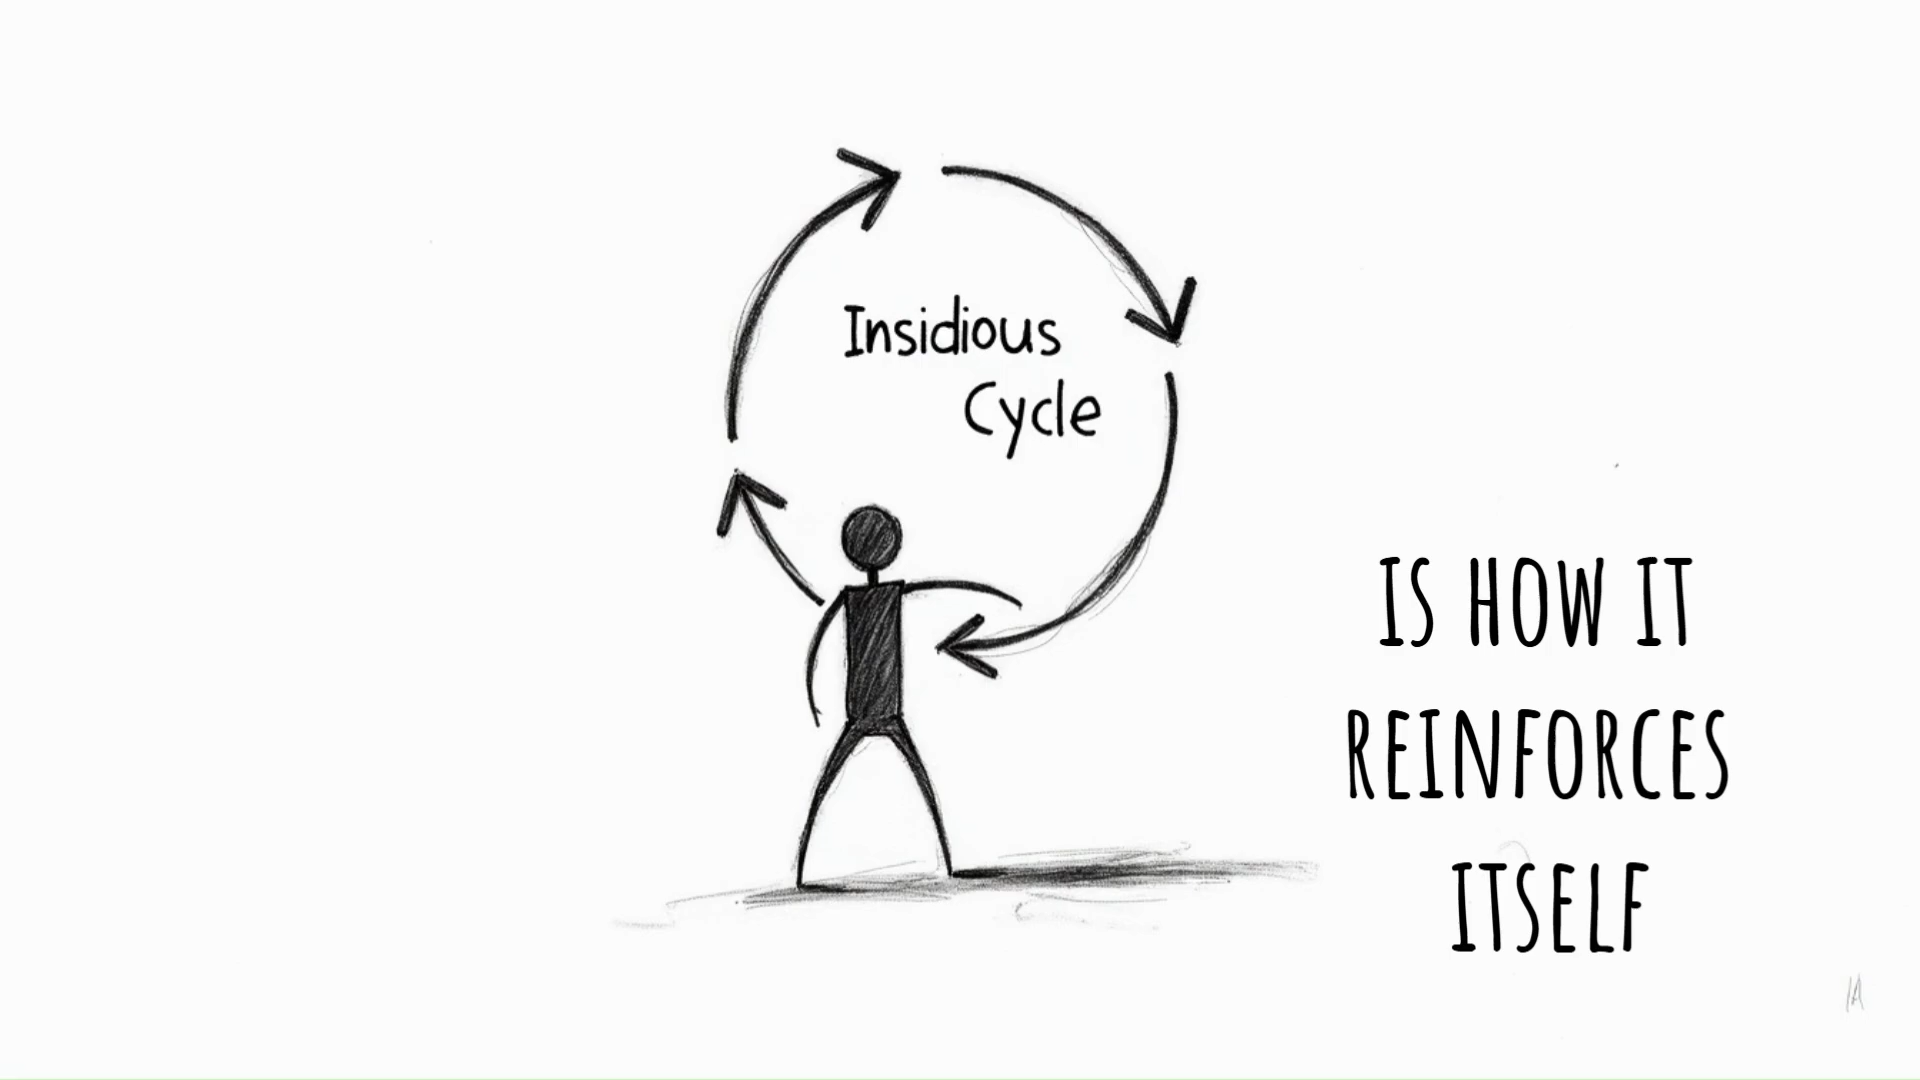 Insidious
Cycle
IS HOW IT
REINFORCES
ITSELF